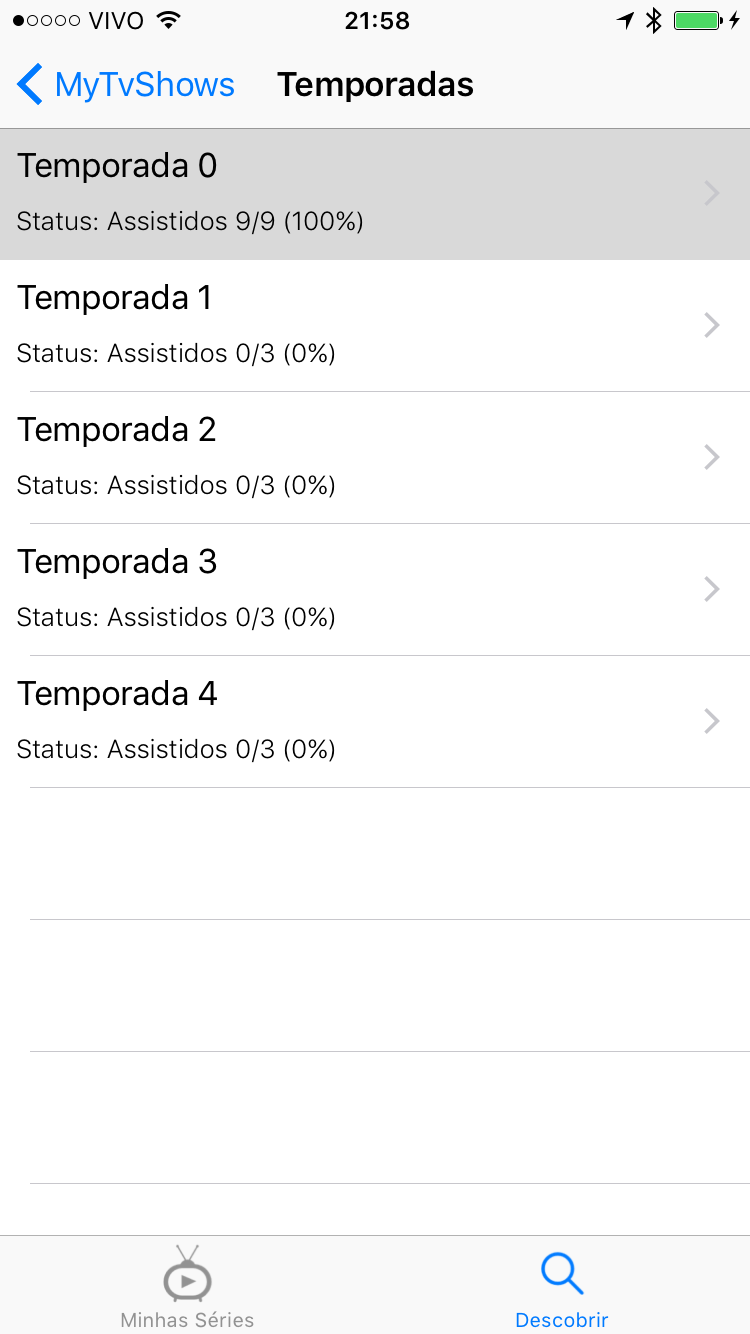 VIVO 21:58
MyTvShows Temporadas
Temporada 0
Status: Assistidos 9/9 (100%)
Temporada 1
Status: Assistidos 0/3 (0%)
Temporada 2
Status: Assistidos 0/3 (0%)
Temporada 3
Status: Assistidos 0/3 (0%)
Temporada 4
Status: Assistidos 0/3 (0%)
Minhas Séries Descobrir